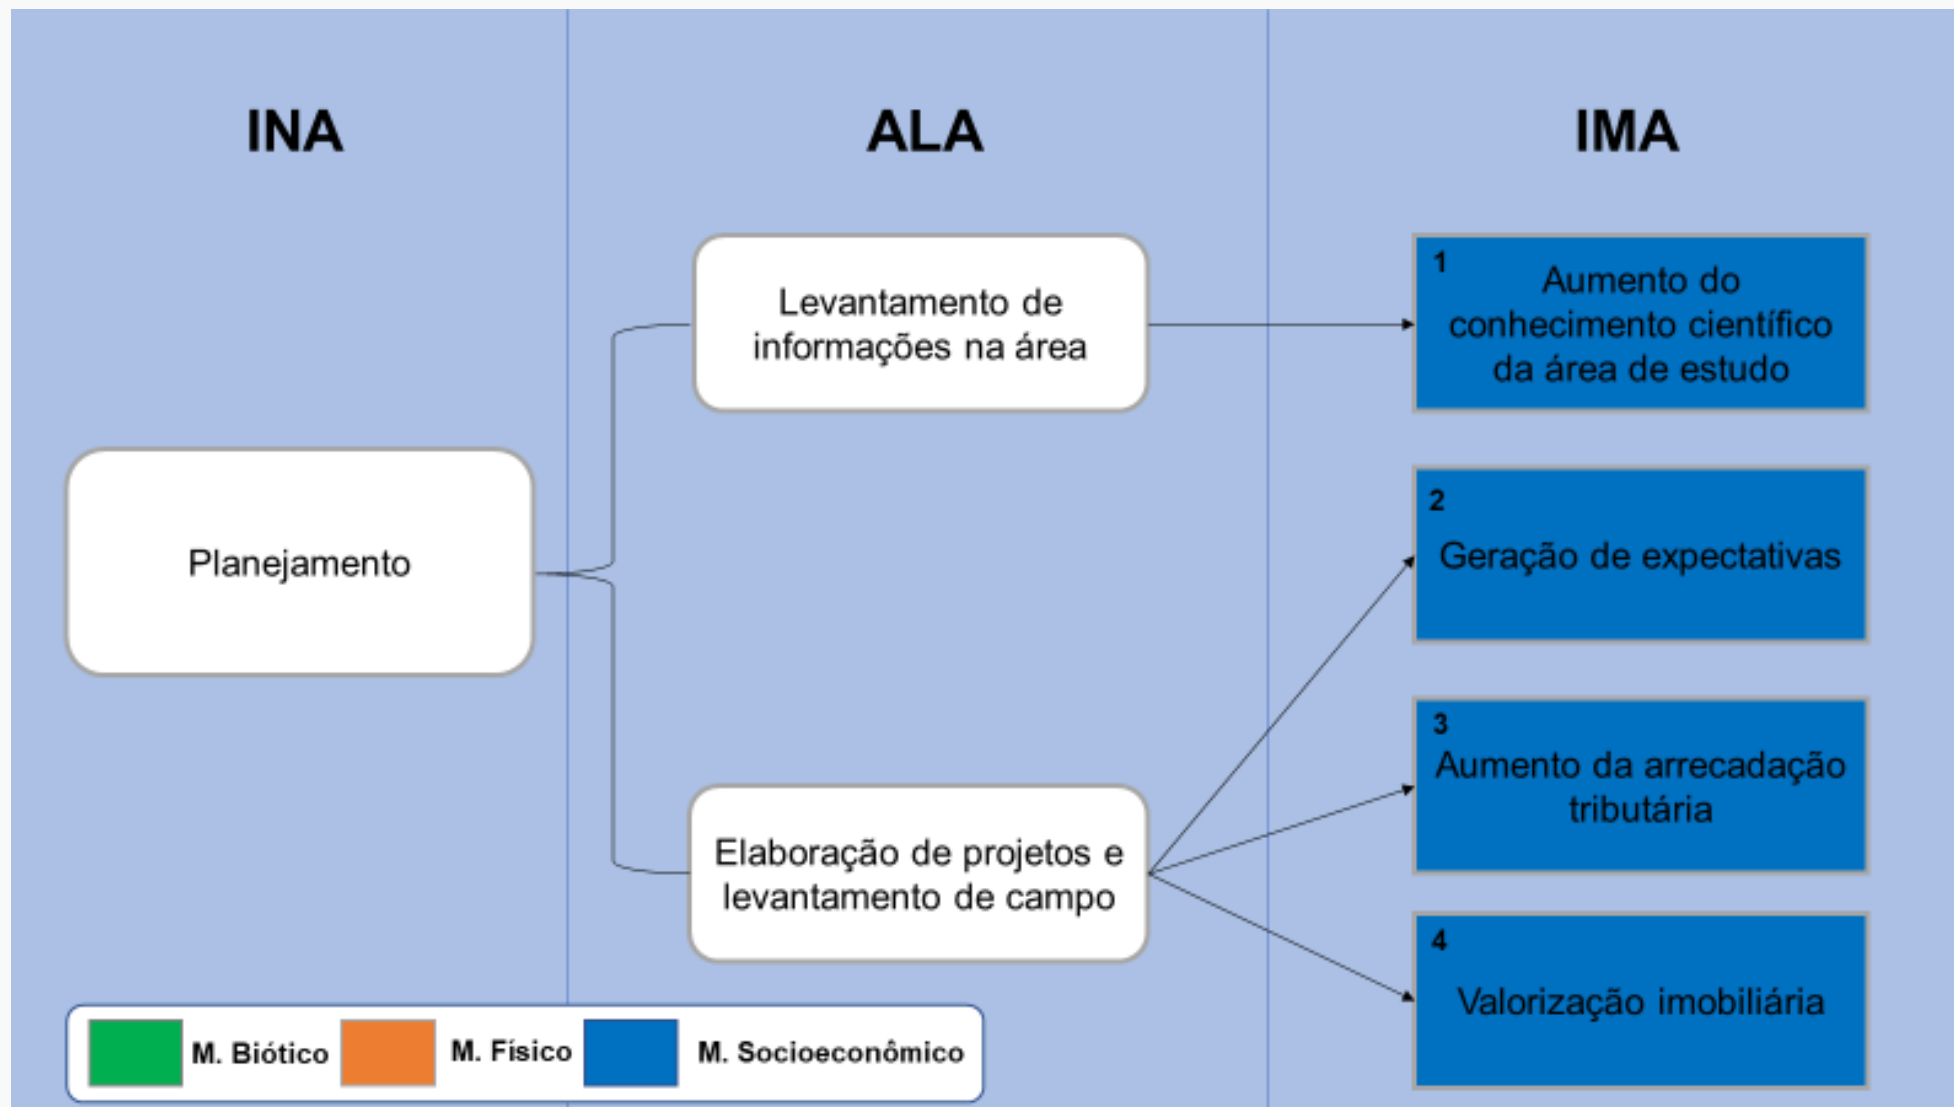 INA
ALA
IMA
Planejamento
Levantamento de
informações na área
Elaboração de projetos e
levantamento de campo
1
Aumento do
conhecimento científico
da área de estudo
2
Geração de expectativas
3
Aumento da arrecadação
tributária
4
Valorização imobiliária
M. Biótico
M. Físico
M. Socioeconômico